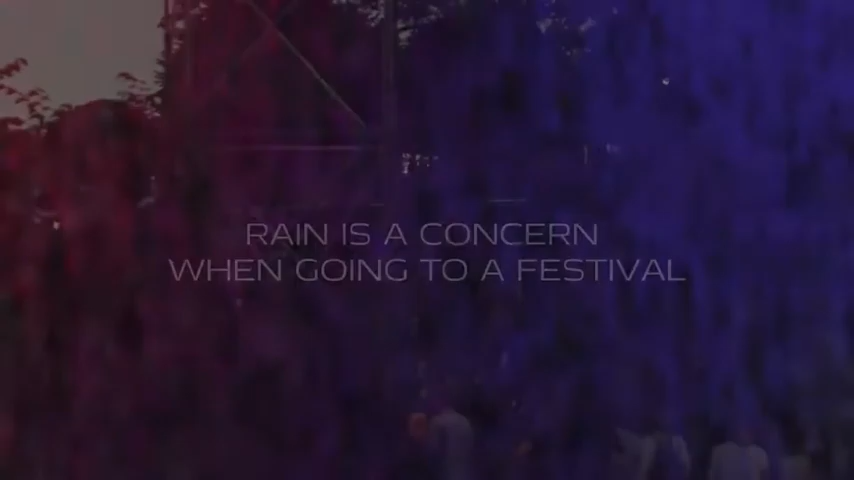 RAIN IS A CONCERN
WHEN GOING TO A FESTIVAL